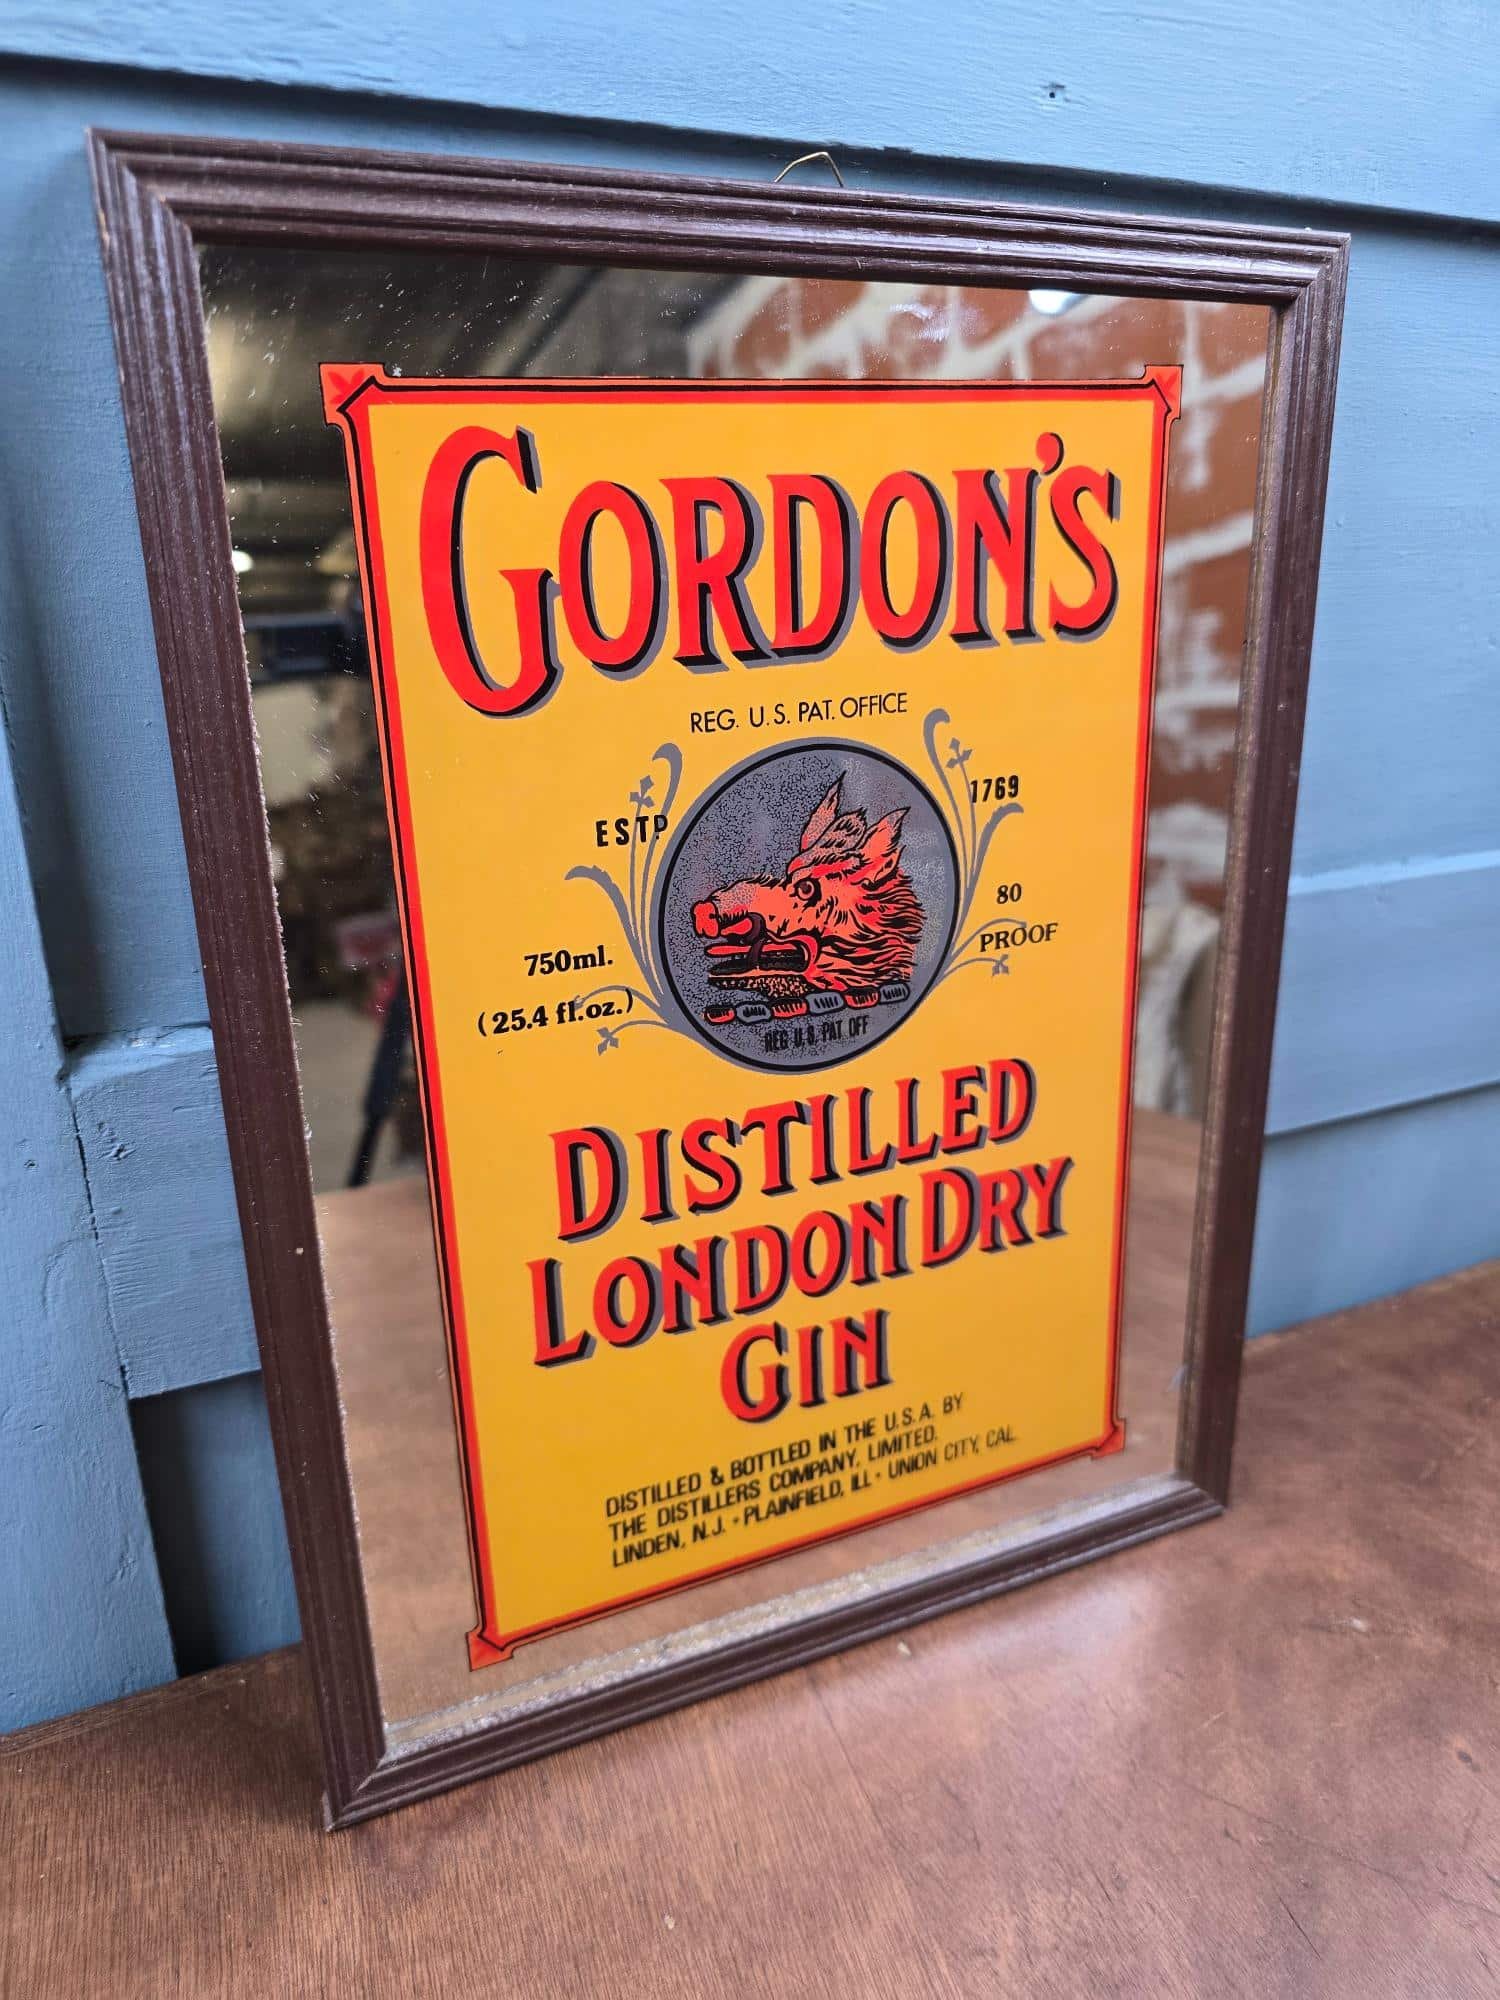 GORDON'S
REG. U.S. PAT. OFFICE
ESTD 1769
80
PROOF
750ml.
(25.4 fl.oz.)
REG U.S. PAT OFF
DISTILLED
LONDON DRY
GIN
DISTILLED & BOTTLED IN THE U.S.A. BY
THE DISTILLERS COMPANY, LIMITED.
LINDEN, N.J. • PLAINFIELD, ILL • UNION CITY, CAL.